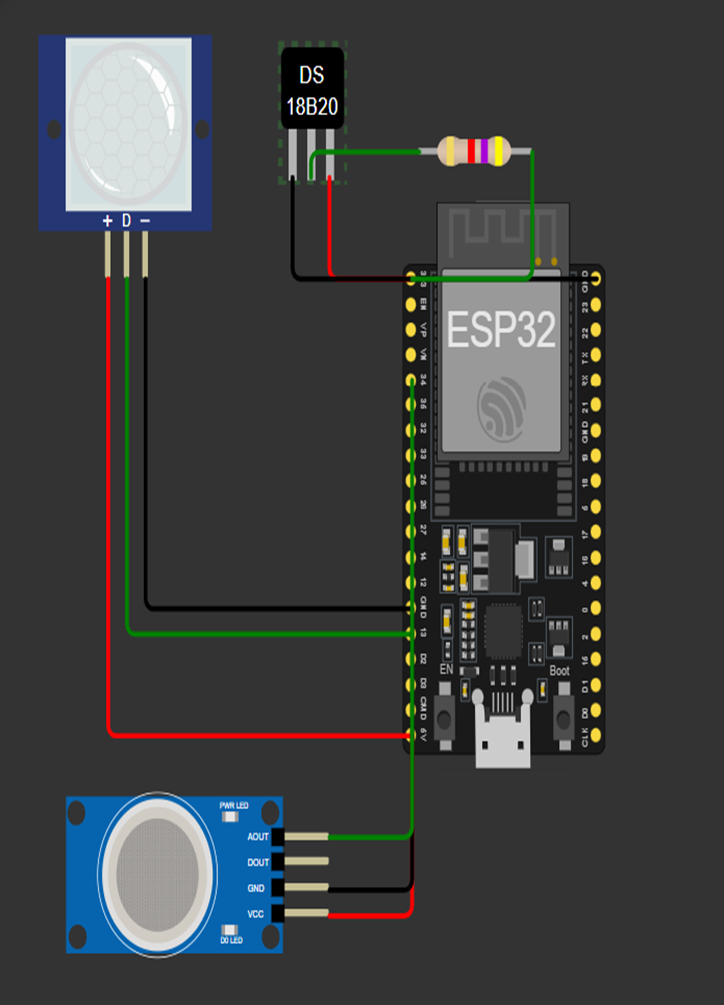 + D −
DS
18B20
ESP32
EN
VP
VN
34
35
32
33
25
26
27
14
12
GND
13
D2
D3
CMD
5V
GND
23
22
TX
RX
21
GND
19
18
5
17
16
4
0
2
15
D1
D0
CLK
EN
Boot
PWR LED
AOUT
DOUT
GND
VCC
D0 LED